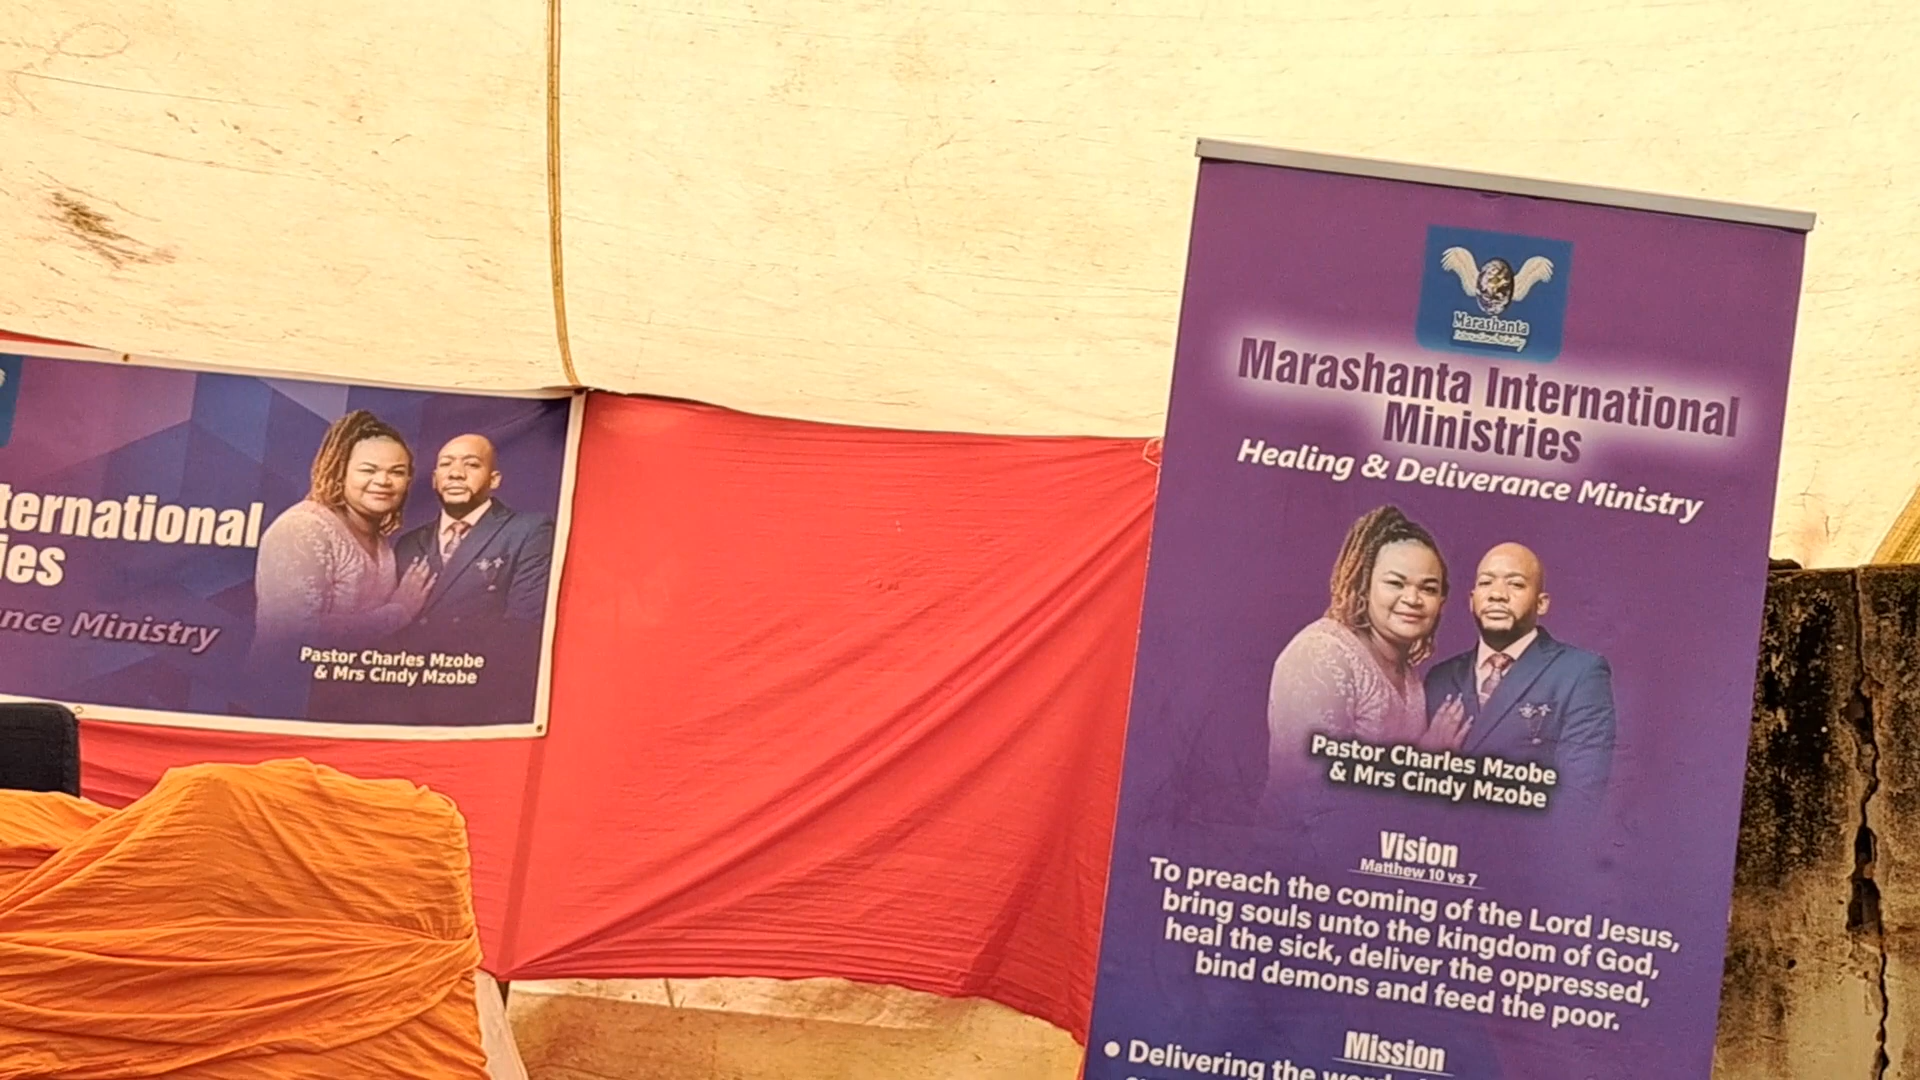 ternational
ies
nce Ministry
Pastor Charles Mzobe
& Mrs Cindy Mzobe
Marashanta
Marashanta International
Ministries
Healing & Deliverance Ministry
Pastor Charles Mzobe
& Mrs Cindy Mzobe
Vision
Matthew 10 vs 7
To preach the coming of the Lord Jesus,
bring souls unto the kingdom of God,
heal the sick, deliver the oppressed,
bind demons and feed the poor.
Mission
● Delivering the